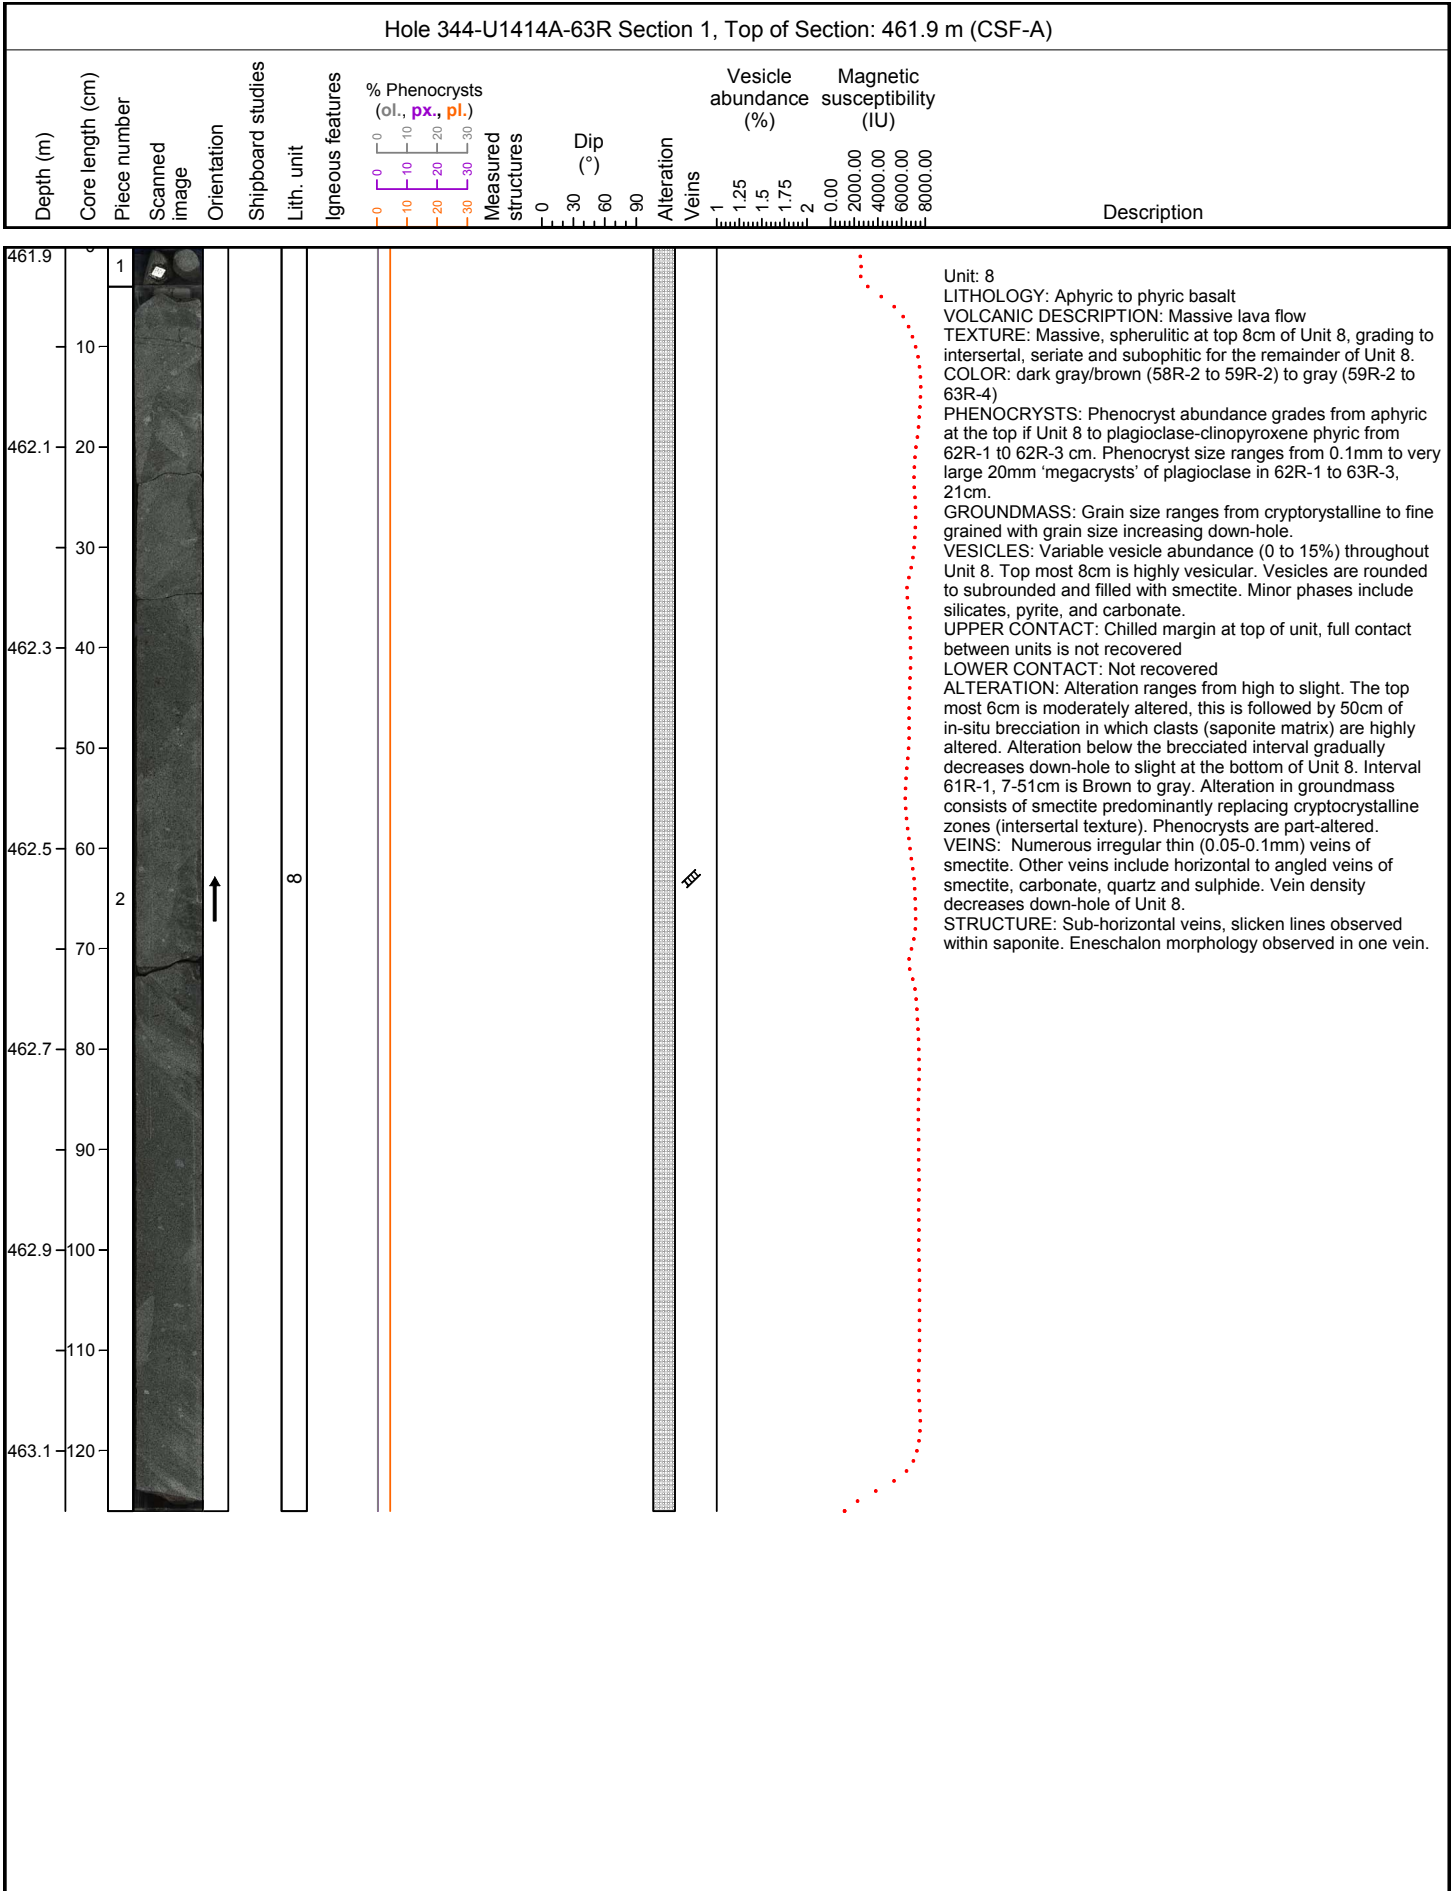 Hole 344-U1414A-63R Section 1, Top of Section: 461.9 m (CSF-A)
Depth (m)
Core length (cm)
Piece number
Scanned
image
Orientation
Shipboard studies
Lith. unit
Igneous features
% Phenocrysts
(ol., px., pl.)
0 10 20 30
0 10 20 30
0 10 20 30
Measured
structures
Dip
(°)
0 30 60 90
Alteration
Veins
Vesicle
abundance
(%)
1 1.25 1.5 1.75 2
Magnetic
susceptibility
(IU)
0.00 2000.00 4000.00 6000.00 8000.00
Description
461.9
0
1
10
462.1
20
30
462.3
40
50
462.5
60
2
8
70
462.7
80
90
462.9
100
110
463.1
120
Unit: 8
LITHOLOGY: Aphyric to phyric basalt
VOLCANIC DESCRIPTION: Massive lava flow
TEXTURE: Massive, spherulitic at top 8cm of Unit 8, grading to
intersertal, seriate and subophitic for the remainder of Unit 8.
COLOR: dark gray/brown (58R-2 to 59R-2) to gray (59R-2 to
63R-4)
PHENOCRYSTS: Phenocryst abundance grades from aphyric
at the top if Unit 8 to plagioclase-clinopyroxene phyric from
62R-1 t0 62R-3 cm. Phenocryst size ranges from 0.1mm to very
large 20mm ‘megacrysts’ of plagioclase in 62R-1 to 63R-3,
21cm.
GROUNDMASS: Grain size ranges from cryptorystalline to fine
grained with grain size increasing down-hole.
VESICLES: Variable vesicle abundance (0 to 15%) throughout
Unit 8. Top most 8cm is highly vesicular. Vesicles are rounded
to subrounded and filled with smectite. Minor phases include
silicates, pyrite, and carbonate.
UPPER CONTACT: Chilled margin at top of unit, full contact
between units is not recovered
LOWER CONTACT: Not recovered
ALTERATION: Alteration ranges from high to slight. The top
most 6cm is moderately altered, this is followed by 50cm of
in-situ brecciation in which clasts (saponite matrix) are highly
altered. Alteration below the brecciated interval gradually
decreases down-hole to slight at the bottom of Unit 8. Interval
61R-1, 7-51cm is Brown to gray. Alteration in groundmass
consists of smectite predominantly replacing cryptocrystalline
zones (intersertal texture). Phenocrysts are part-altered.
VEINS: Numerous irregular thin (0.05-0.1mm) veins of
smectite. Other veins include horizontal to angled veins of
smectite, carbonate, quartz and sulphide. Vein density
decreases down-hole of Unit 8.
STRUCTURE: Sub-horizontal veins, slicken lines observed
within saponite. Eneschalon morphology observed in one vein.